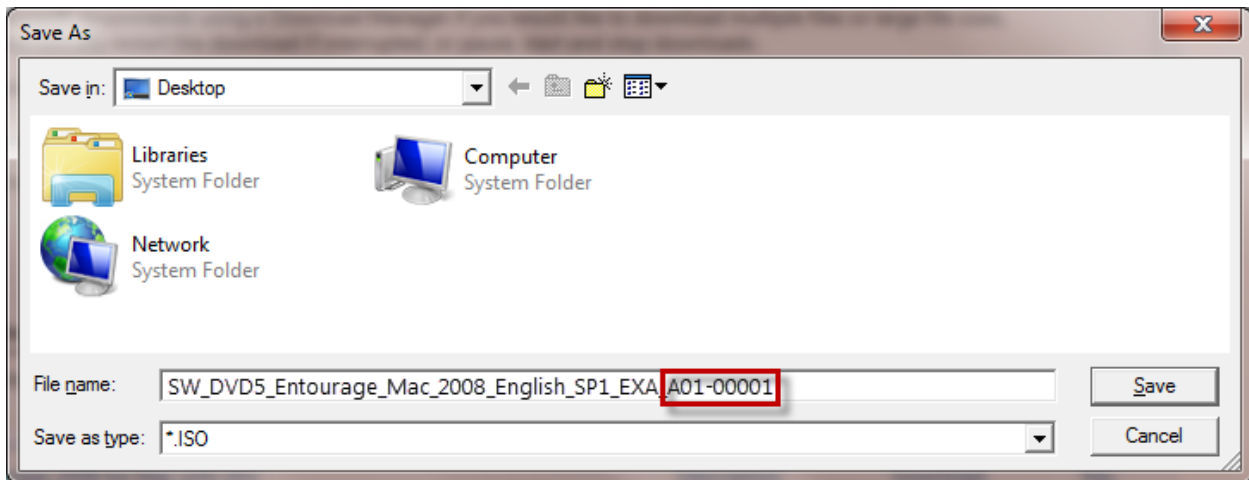 Save As
Save in:
Desktop
Libraries
System Folder
Computer
System Folder
Network
System Folder
File name:
SW_DVD5_Entourage_Mac_2008_English_SP1_EXA_A01-00001
Save
Save as type:
*.ISO
Cancel